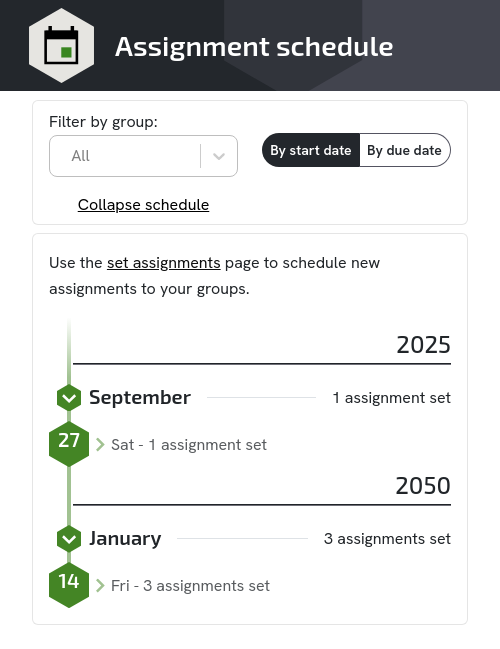 Assignment schedule
Filter by group:
All
By start date
By due date
Collapse schedule
Use the set assignments page to schedule new
assignments to your groups.
2025
September
1 assignment set
27
Sat - 1 assignment set
2050
January
3 assignments set
14
Fri - 3 assignments set